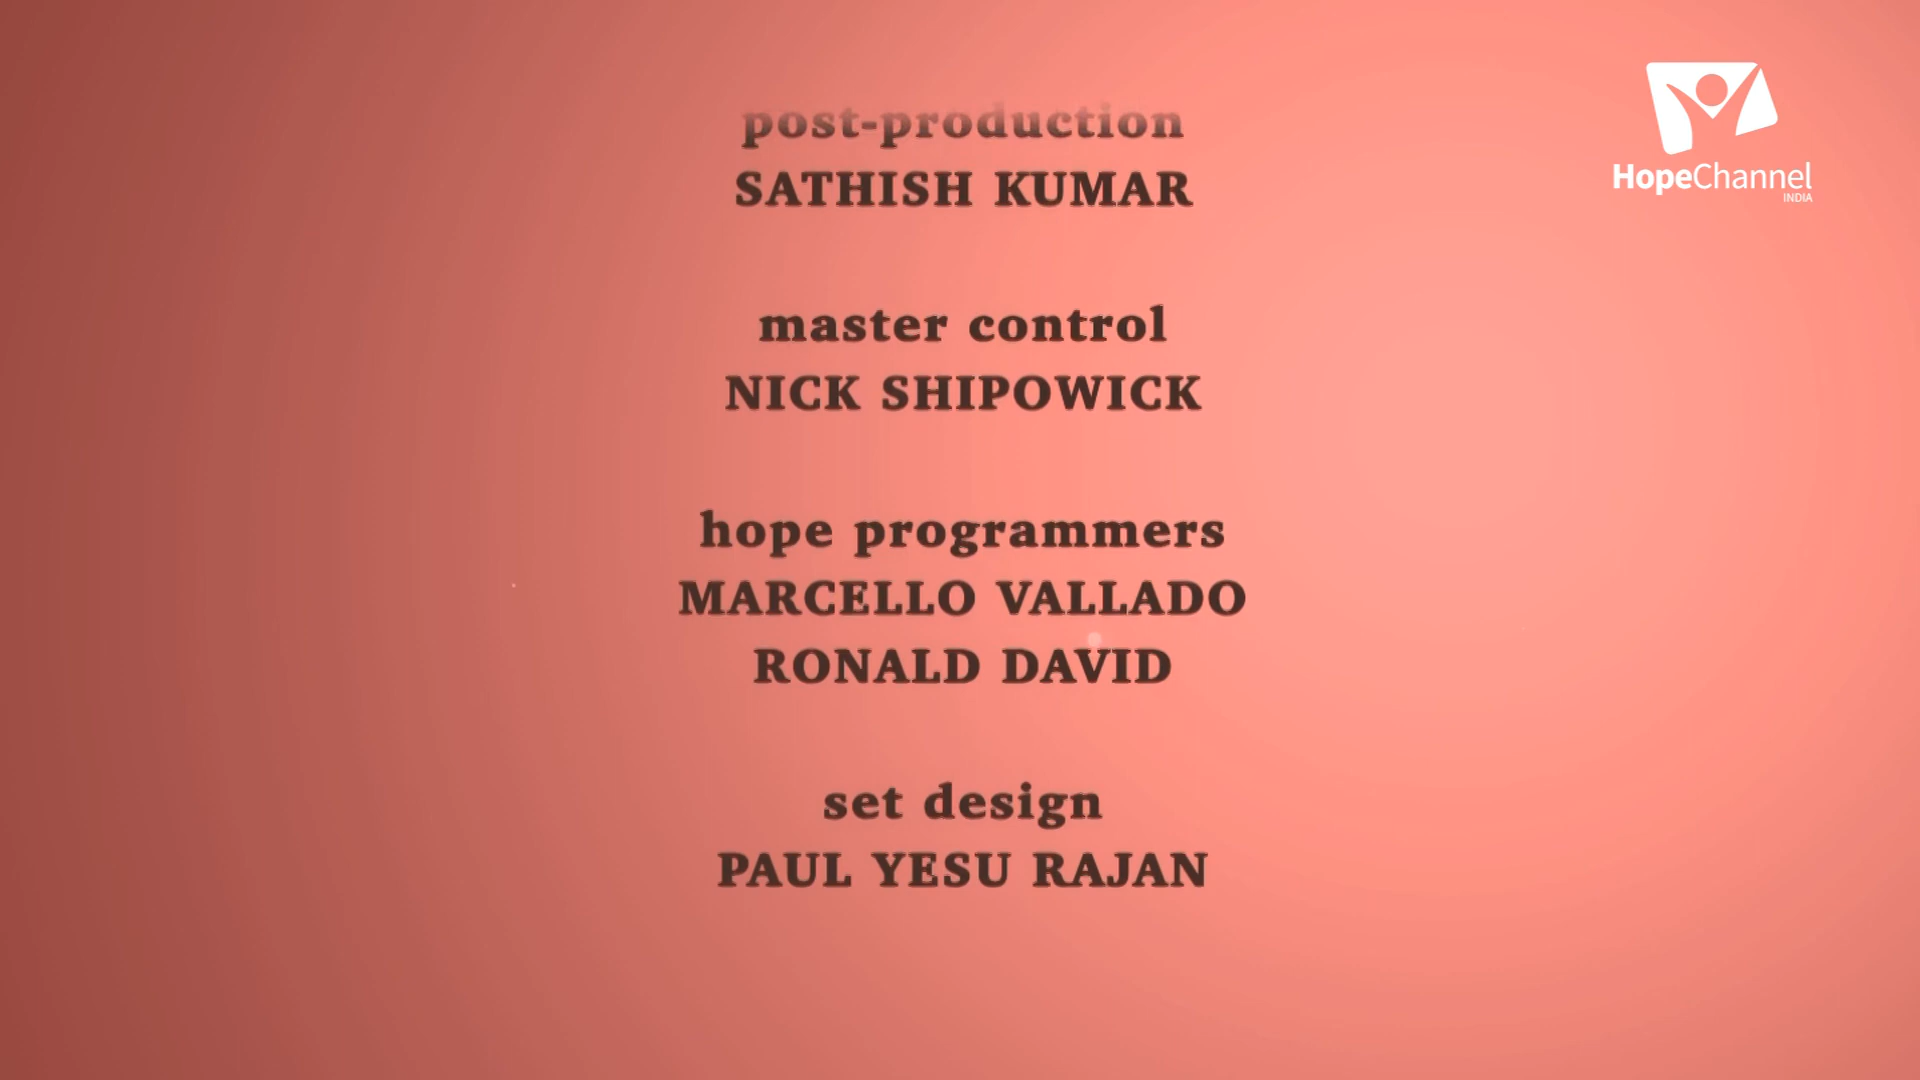 post-production
SATHISH KUMAR
master control
NICK SHIPOWICK
hope programmers
MARCELLO VALLADO
RONALD DAVID
set design
PAUL YESU RAJAN
HopeChannel
INDIA